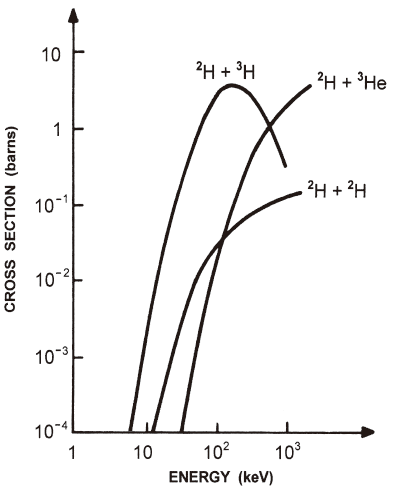 10
²H + ³H
²H + ³He
1
10⁻¹
²H + ²H
10⁻²
10⁻³
10⁻⁴
CROSS SECTION (barns)
1
10
10²
10³
ENERGY (keV)